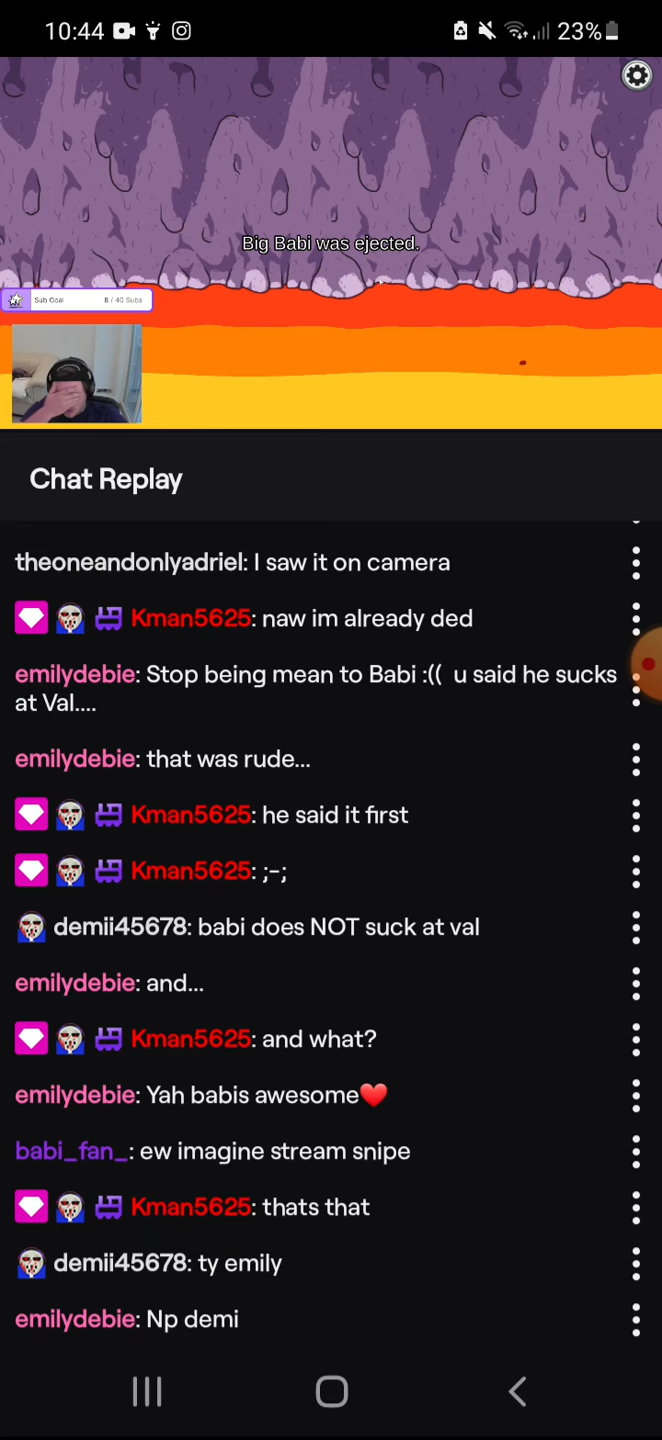 10:44
23%
Big Babi was ejected.
Sub Goal 8 / 40 Subs
Chat Replay
theoneandonlyadriel: I saw it on camera
Kman5625: naw im already ded
emilydebie: Stop being mean to Babi :((  u said he sucks
at Val....
emilydebie: that was rude...
Kman5625: he said it first
Kman5625: ;-;
demii45678: babi does NOT suck at val
emilydebie: and...
Kman5625: and what?
emilydebie: Yah babis awesome❤️
babi_fan_: ew imagine stream snipe
Kman5625: thats that
demii45678: ty emily
emilydebie: Np demi